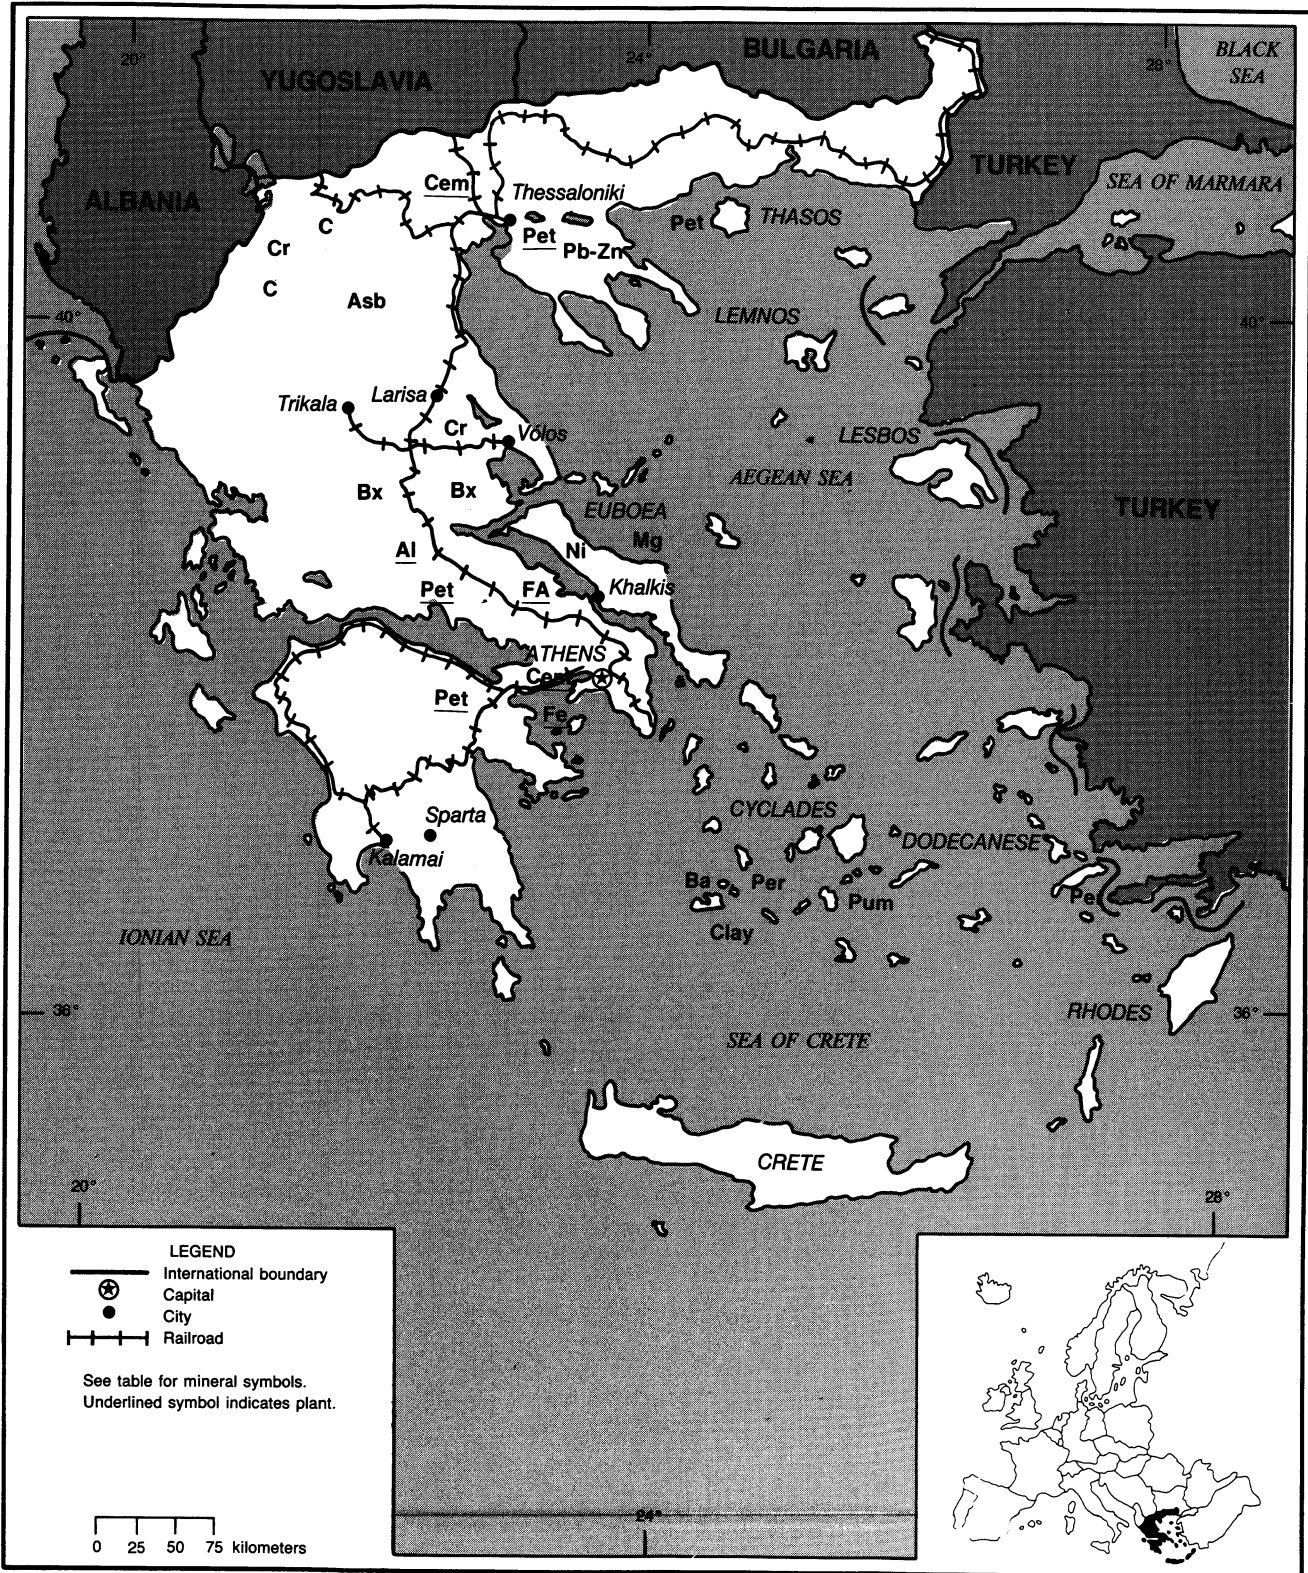 20°
24°
BULGARIA
28°
BLACK
SEA
YUGOSLAVIA
TURKEY
SEA OF MARMARA
ALBANIA
Cem
Thessaloniki
C
Pet
THASOS
Cr
Pet
Pb-Zn
C
Asb
40°
LEMNOS
40°
Trikala
Larisa
Cr
Vólos
LESBOS
AEGEAN SEA
Bx
Bx
EUBOEA
TURKEY
Al
Ni
Mg
Pet
FA
Khalkis
ATHENS
Cem
Pet
Fe
CYCLADES
Sparta
DODECANESE
Kalamai
Ba
Per
Pum
Per
Clay
IONIAN SEA
36°
RHODES
36°
SEA OF CRETE
CRETE
20°
28°
LEGEND
International boundary
Capital
City
Railroad
See table for mineral symbols.
Underlined symbol indicates plant.
24°
0 25 50 75 kilometers